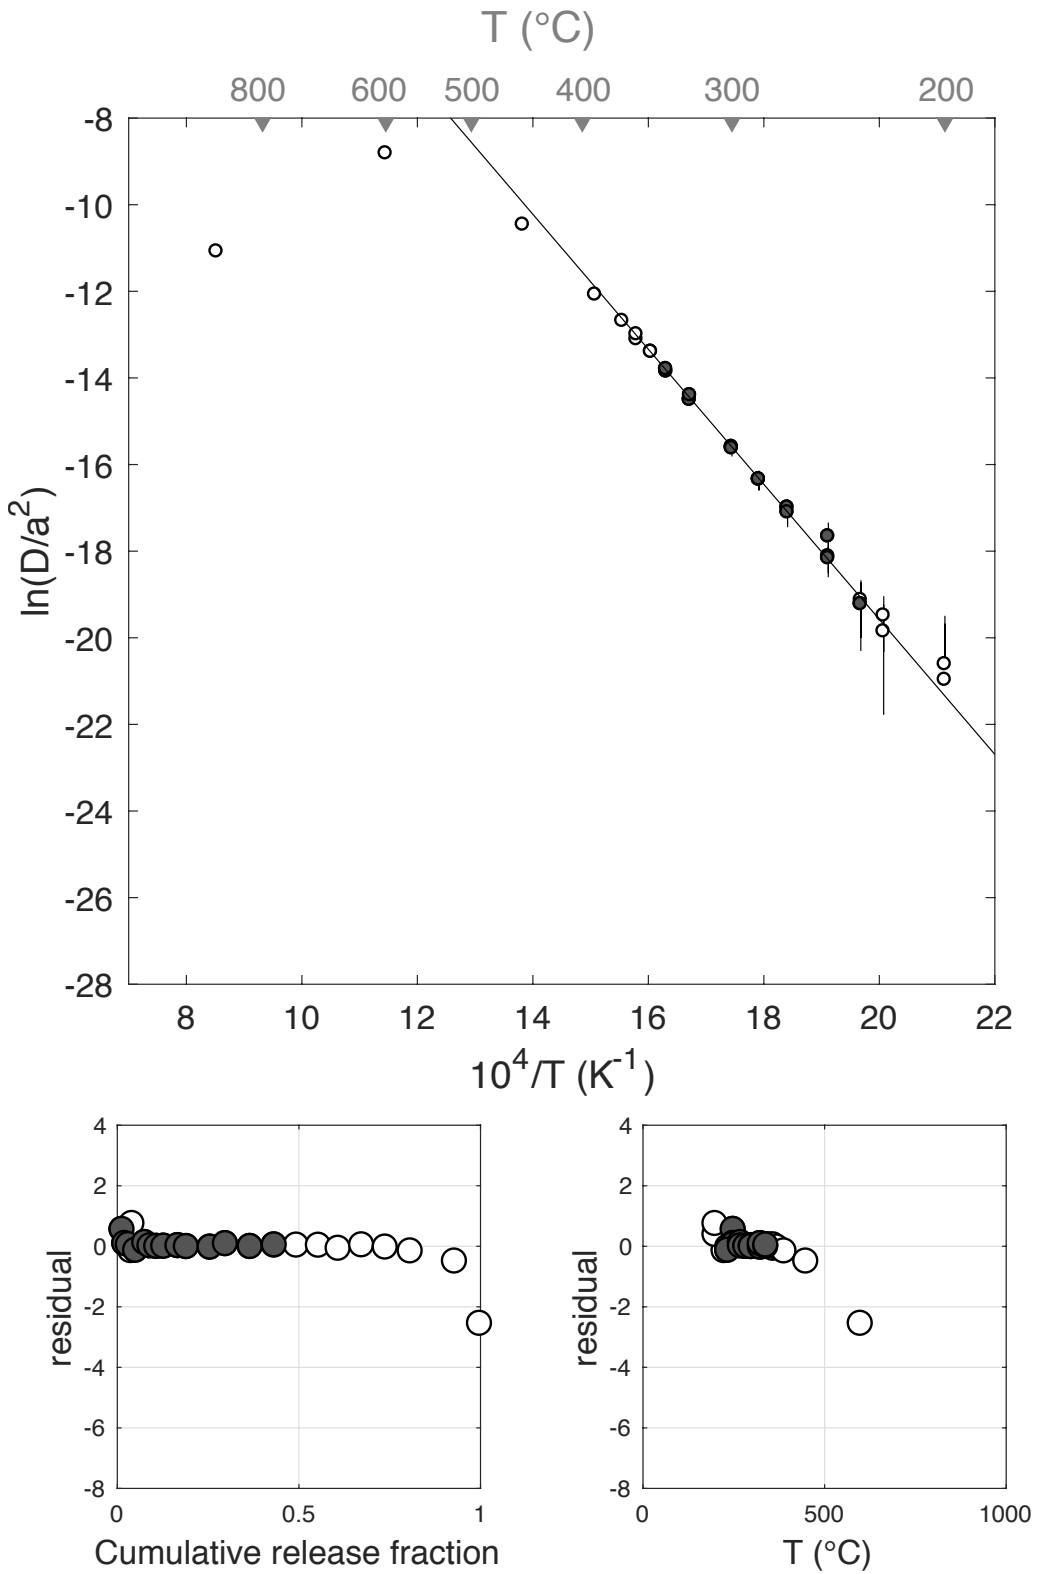 T (°C)
800 600 500 400 300 200
-8
-10
-12
-14
-16
-18
-20
-22
-24
-26
-28
ln(D/a²)
8 10 12 14 16 18 20 22
10⁴/T (K⁻¹)
4
2
0
-2
-4
-6
-8
residual
0 0.5 1
Cumulative release fraction
4
2
0
-2
-4
-6
-8
residual
0 500 1000
T (°C)